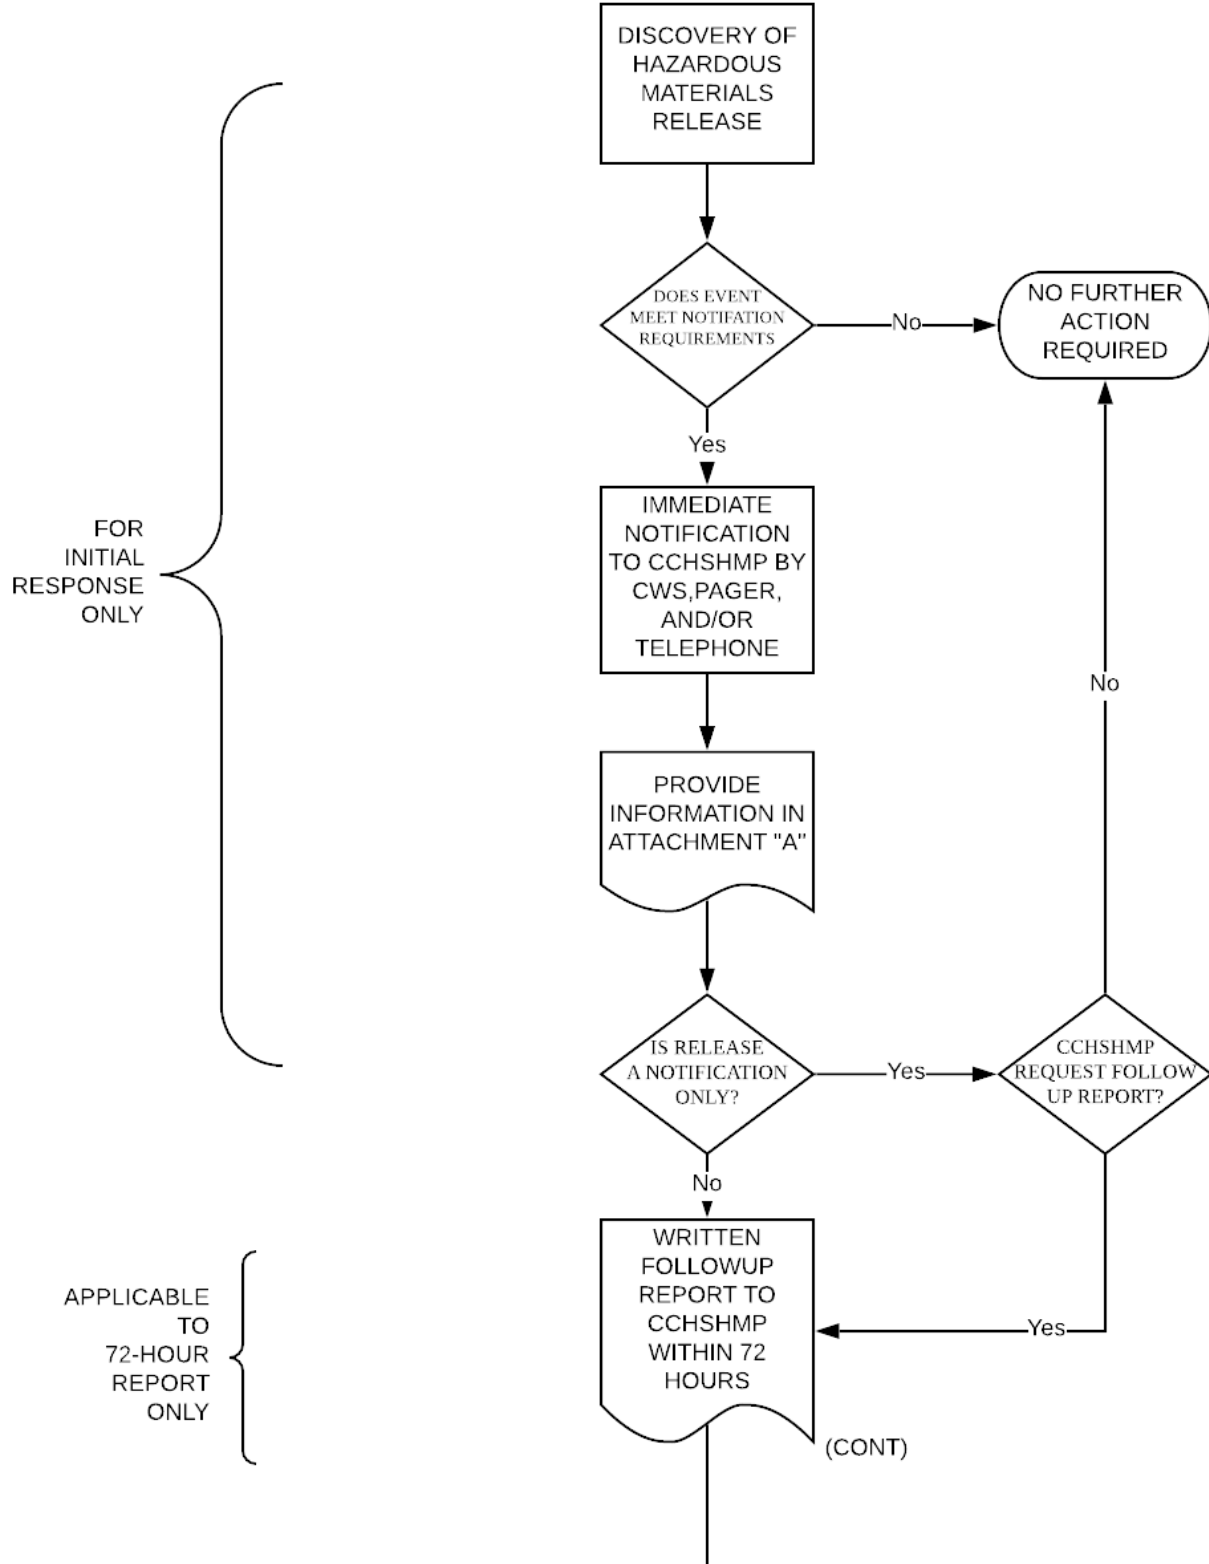 DISCOVERY OF
HAZARDOUS
MATERIALS
RELEASE
DOES EVENT
MEET NOTIFATION
REQUIREMENTS
No
NO FURTHER
ACTION
REQUIRED
Yes
IMMEDIATE
NOTIFICATION
TO CCHSHMP BY
CWS,PAGER,
AND/OR
TELEPHONE
FOR
INITIAL
RESPONSE
ONLY
No
PROVIDE
INFORMATION IN
ATTACHMENT "A"
IS RELEASE
A NOTIFICATION
ONLY?
Yes
CCHSHMP
REQUEST FOLLOW
UP REPORT?
No
WRITTEN
FOLLOWUP
REPORT TO
CCHSHMP
WITHIN 72
HOURS
Yes
APPLICABLE
TO
72-HOUR
REPORT
ONLY
(CONT)